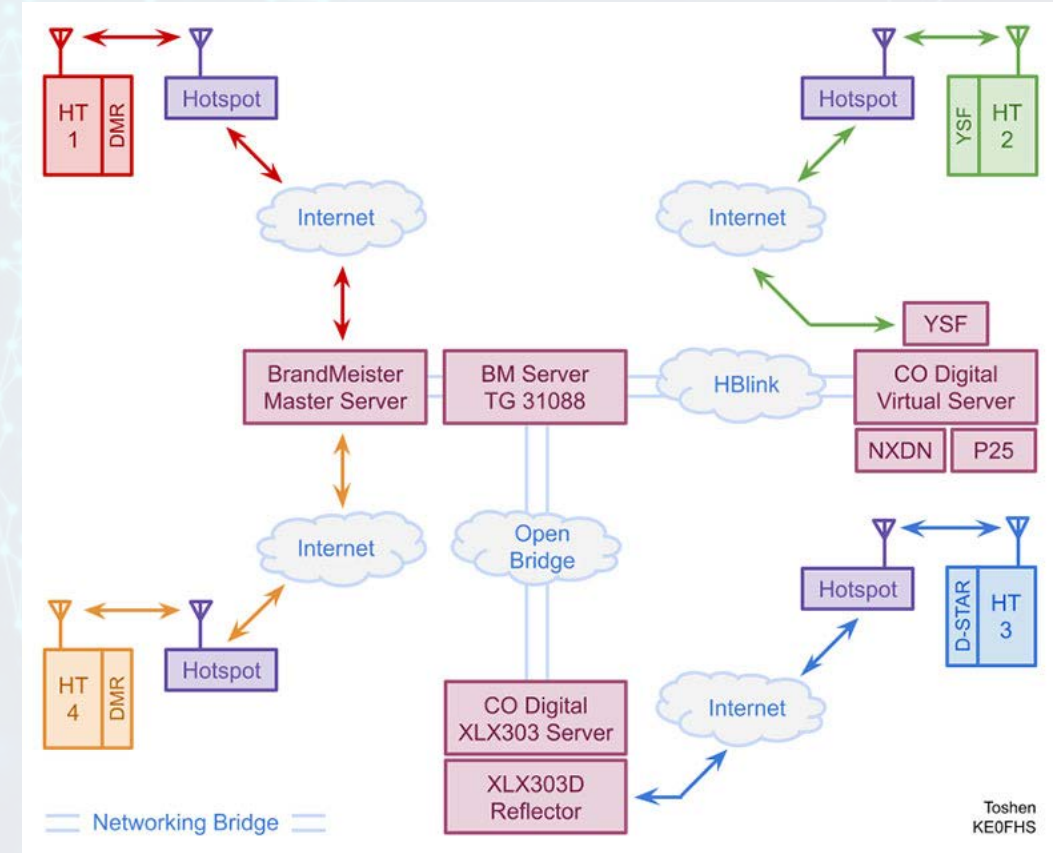 HT
1
DMR
Hotspot
Hotspot
YSF
HT
2
Internet
Internet
YSF
BrandMeister
Master Server
BM Server
TG 31088
HBlink
CO Digital
Virtual Server
NXDN
P25
Internet
Open
Bridge
Hotspot
D-STAR
HT
3
HT
4
DMR
Hotspot
CO Digital
XLX303 Server
Internet
XLX303D
Reflector
Networking Bridge
Toshen
KE0FHS